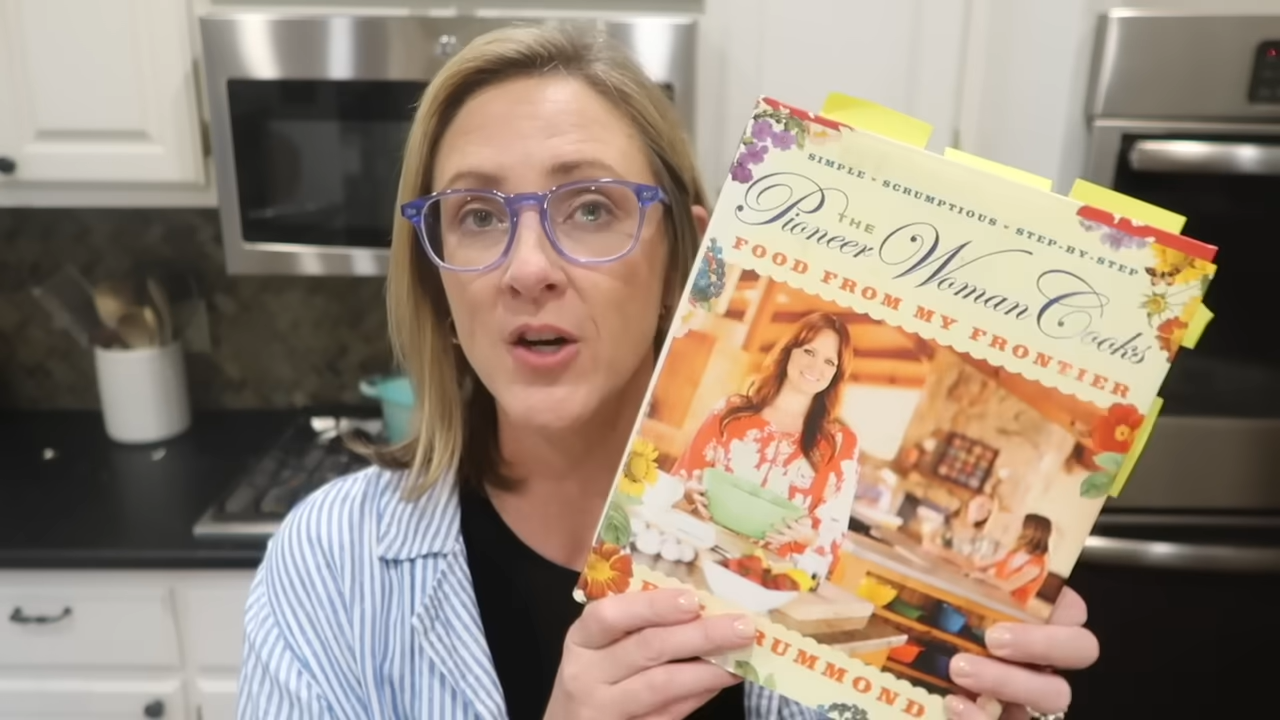 SIMPLE - SCRUMPTIOUS - STEP-BY-STEP
THE
Pioneer Woman Cooks
FOOD FROM MY FRONTIER
RUMMOND